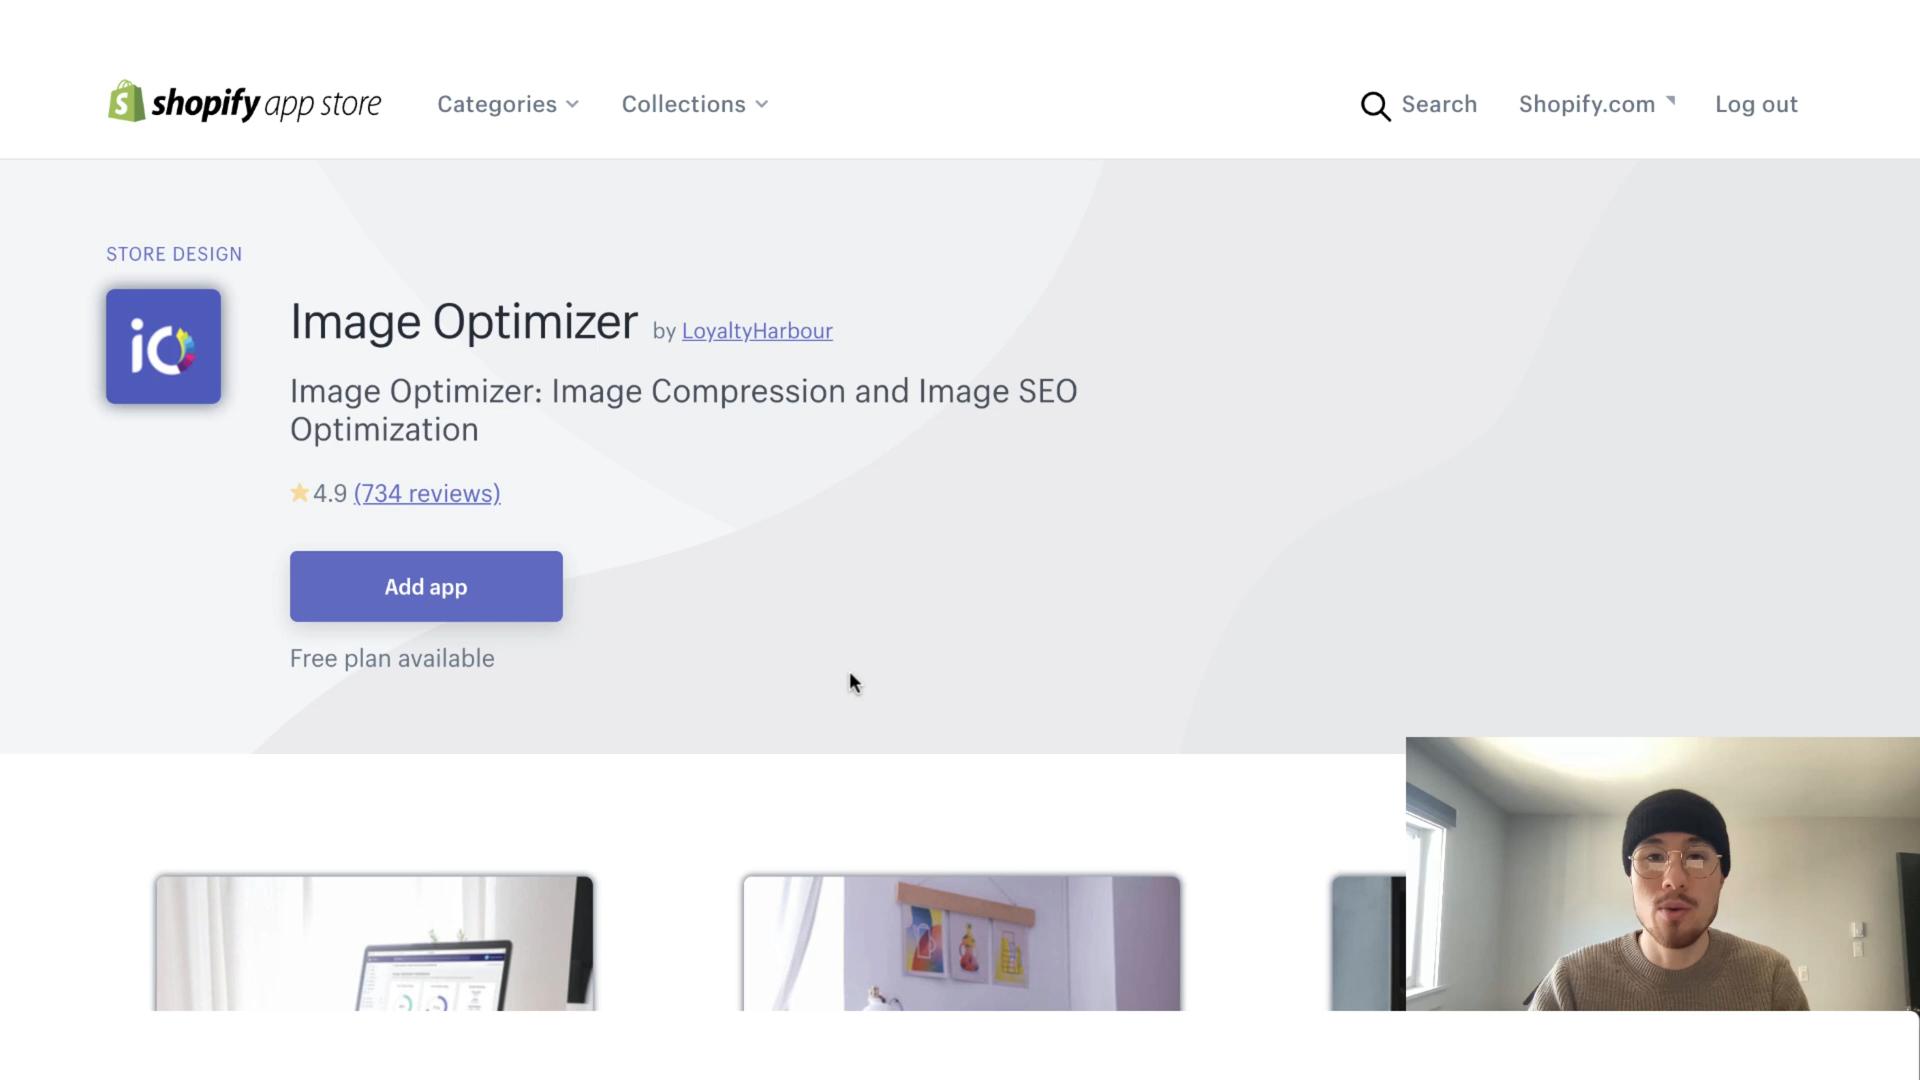 shopify app store
Categories
Collections
Search
Shopify.com
Log out
STORE DESIGN
iO
Image Optimizer by LoyaltyHarbour
Image Optimizer: Image Compression and Image SEO
Optimization
4.9 (734 reviews)
Add app
Free plan available